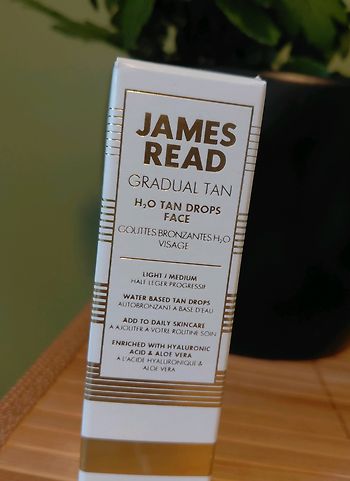 JAMES
READ
GRADUAL TAN
H₂O TAN DROPS
FACE
GOUTTES BRONZANTES H₂O
VISAGE
LIGHT / MEDIUM
HALE LEGER PROGRESSIF
WATER BASED TAN DROPS
AUTOBRONZANT A BASE D'EAU
ADD TO DAILY SKINCARE
A AJOUTER A VOTRE ROUTINE SOIN
ENRICHED WITH HYALURONIC
ACID & ALOE VERA
A L'ACIDE HYALURONIQUE &
ALOE VERA